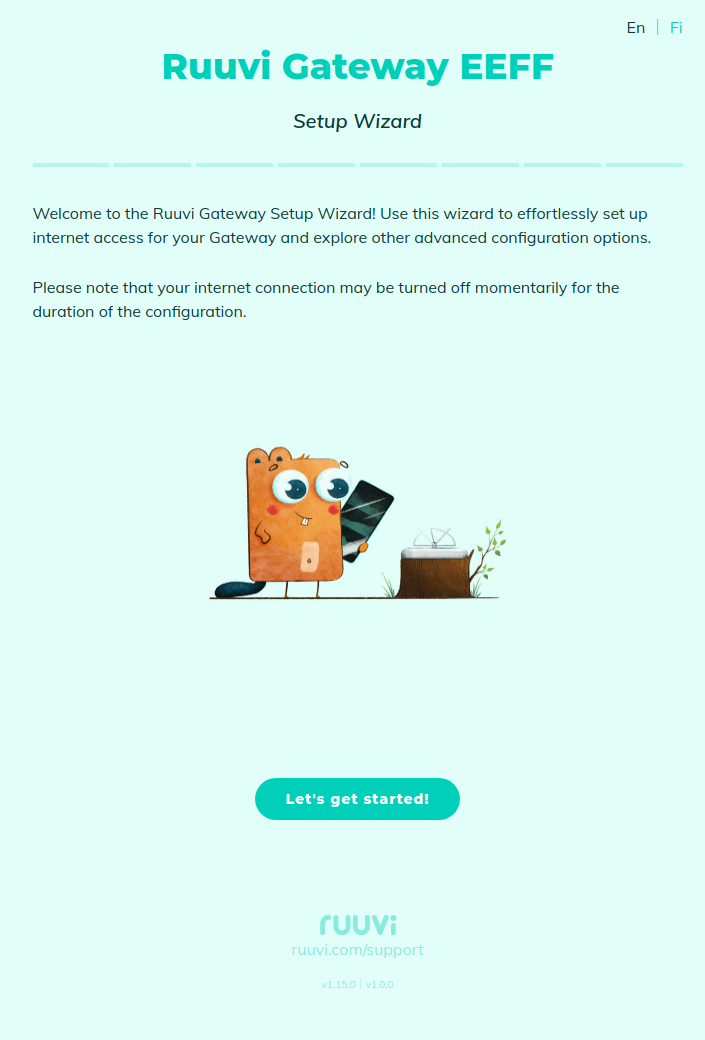 En | Fi
Ruuvi Gateway EEFF
Setup Wizard
Welcome to the Ruuvi Gateway Setup Wizard! Use this wizard to effortlessly set up
internet access for your Gateway and explore other advanced configuration options.
Please note that your internet connection may be turned off momentarily for the
duration of the configuration.
Let's get started!
ruuvi
ruuvi.com/support
v1.15.0 | v1.0.0